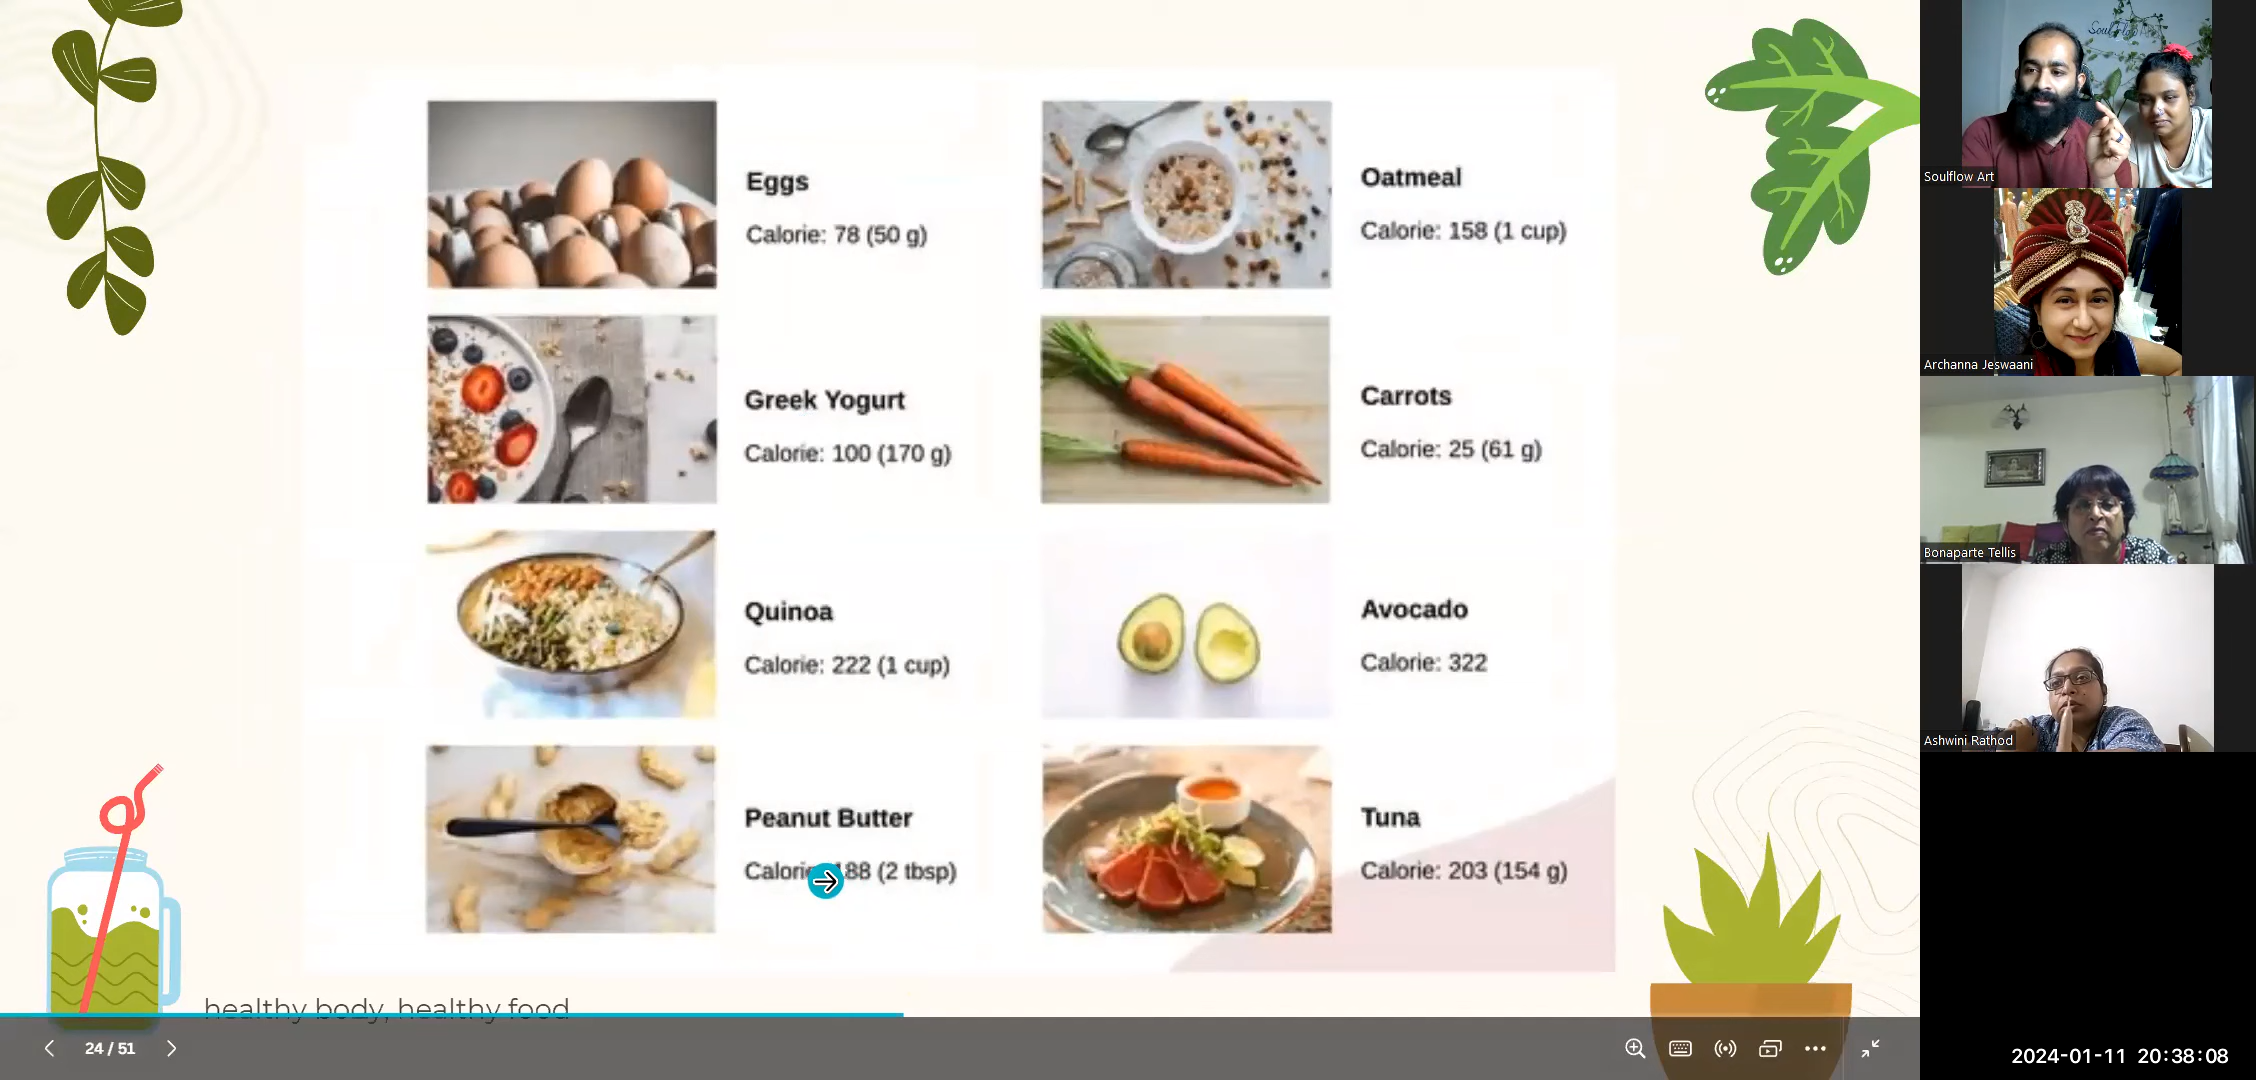 Eggs
Calorie: 78 (50 g)
Oatmeal
Calorie: 158 (1 cup)
Greek Yogurt
Calorie: 100 (170 g)
Carrots
Calorie: 25 (61 g)
Quinoa
Calorie: 222 (1 cup)
Avocado
Calorie: 322
Peanut Butter
Calorie 188 (2 tbsp)
Tuna
Calorie: 203 (154 g)
healthy body, healthy food
24 / 51
Soulflow Art
Archanna Jeswaani
Bonaparte Tellis
Ashwini Rathod
2024-01-11 20:38:08